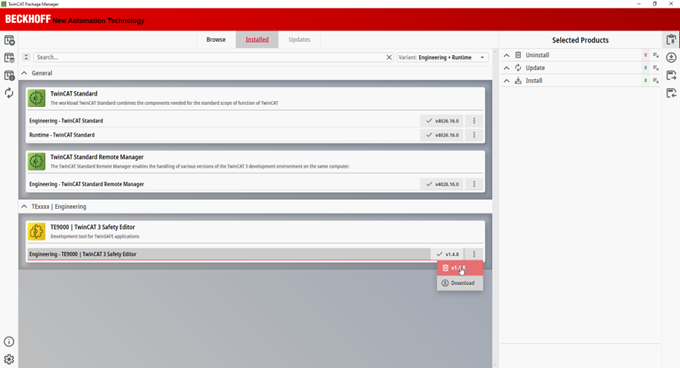 TwinCAT Package Manager
BECKHOFF New Automation Technology
Browse
Installed
Updates
Selected Products
Search...
Variant: Engineering + Runtime
Uninstall
0
Update
0
Install
0
General
TwinCAT Standard
The workload TwinCAT Standard combines the components needed for the standard scope of function of TwinCAT
Engineering - TwinCAT Standard
v4026.16.0
Runtime - TwinCAT Standard
v4026.16.0
TwinCAT Standard Remote Manager
The TwinCAT Standard Remote Manager enables the handling of various versions of the TwinCAT 3 development environment on the same computer.
Engineering - TwinCAT Standard Remote Manager
v4026.16.0
TExxxx | Engineering
TE9000 | TwinCAT 3 Safety Editor
Development tool for TwinSAFE applications
Engineering - TE9000 | TwinCAT 3 Safety Editor
v1.4.8
Download